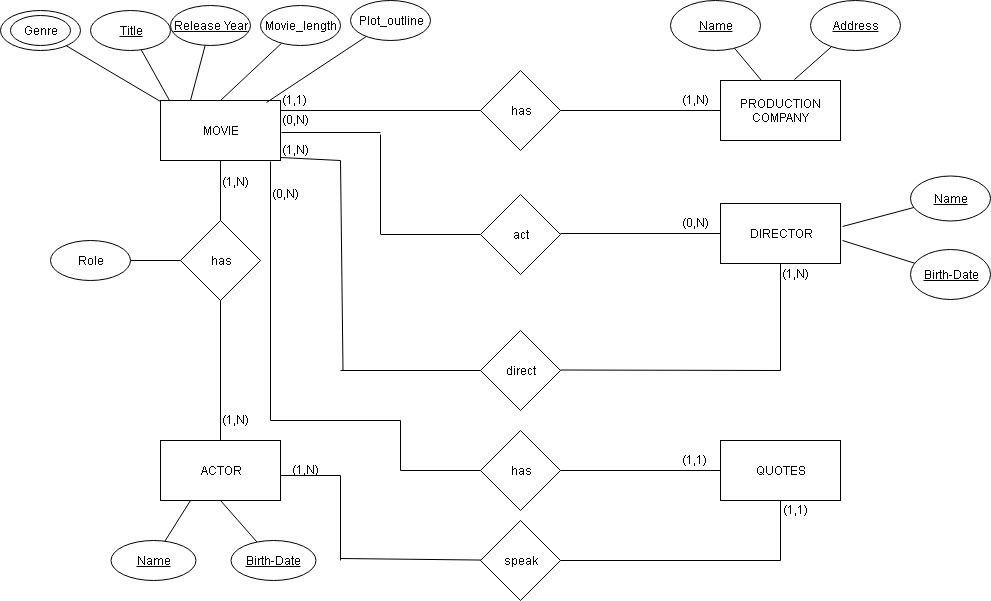 Genre
Title
Release Year
Movie_length
Plot_outline
Name
Address
MOVIE
(1,1)
(0,N)
(1,N)
has
(1,N)
PRODUCTION
COMPANY
(1,N)
(0,N)
act
(0,N)
DIRECTOR
Name
Birth-Date
(1,N)
Role
has
direct
(1,N)
ACTOR
(1,N)
has
(1,1)
QUOTES
(1,1)
speak
Name
Birth-Date